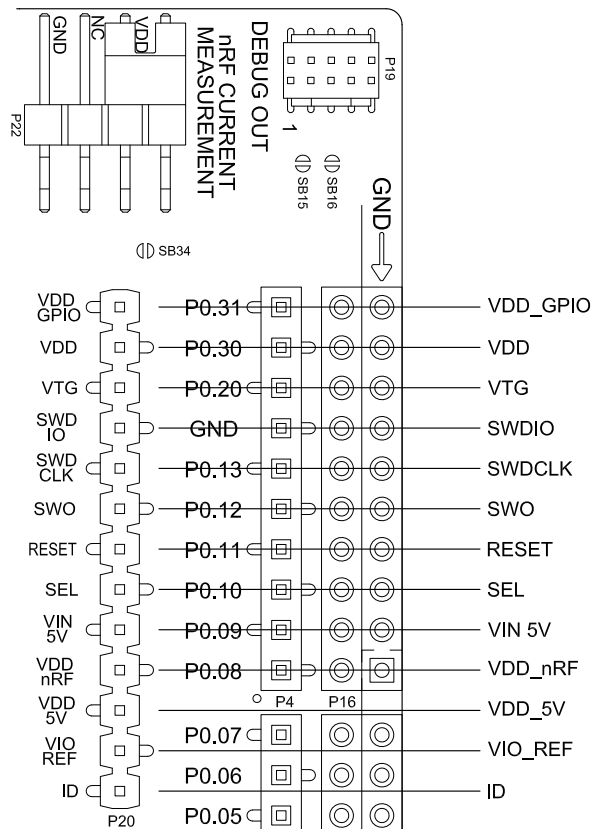 GND
NC
VDD
P22
nRF CURRENT
MEASUREMENT
DEBUG OUT
1
P19
SB15
SB16
GND
SB34
VDD
GPIO
P0.31
VDD_GPIO
VDD
P0.30
VDD
VTG
P0.20
VTG
SWD
IO
GND
SWDIO
SWD
CLK
P0.13
SWDCLK
SWO
P0.12
SWO
RESET
P0.11
RESET
SEL
P0.10
SEL
VIN
5V
P0.09
VIN 5V
VDD
nRF
P0.08
VDD_nRF
P4
P16
VDD
5V
VDD_5V
P0.07
VIO
REF
VIO_REF
P0.06
ID
ID
P20
P0.05